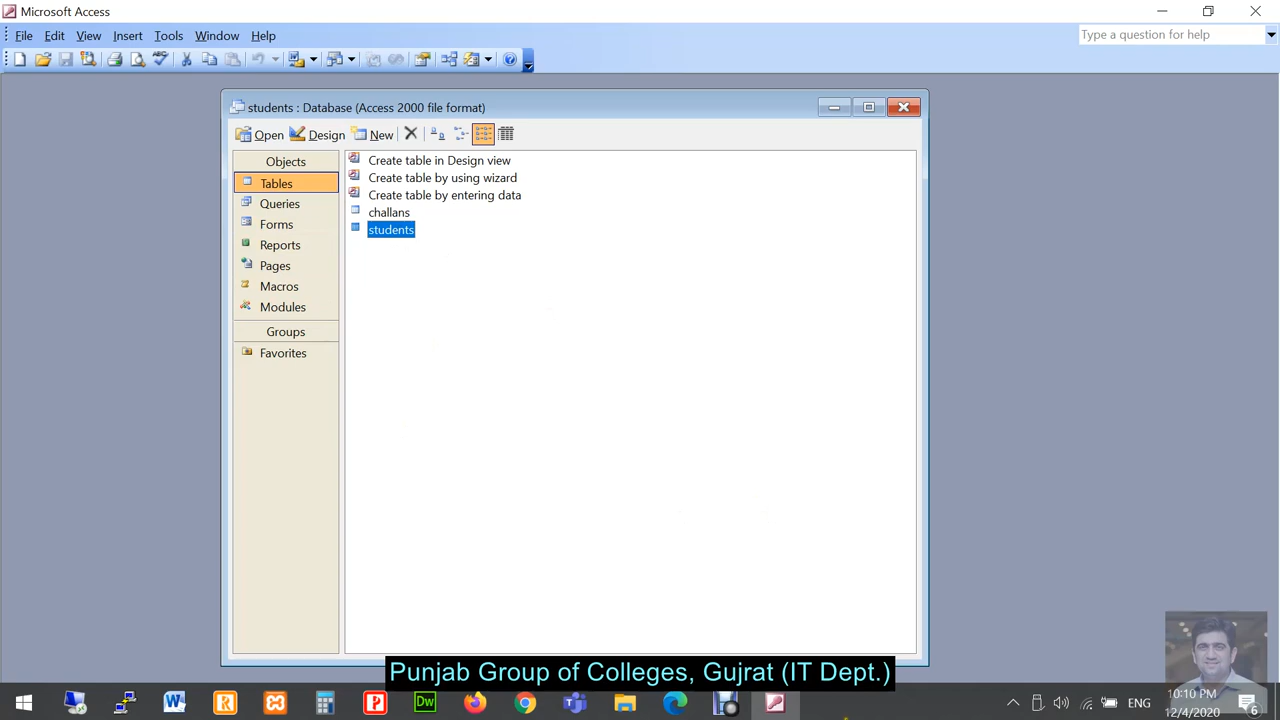 Microsoft Access
File Edit View Insert Tools Window Help
Type a question for help
students : Database (Access 2000 file format)
Open Design New
Objects
Tables
Queries
Forms
Reports
Pages
Macros
Modules
Groups
Favorites
Create table in Design view
Create table by using wizard
Create table by entering data
challans
students
Punjab Group of Colleges, Gujrat (IT Dept.)
ENG
10:10 PM
12/4/2020
6